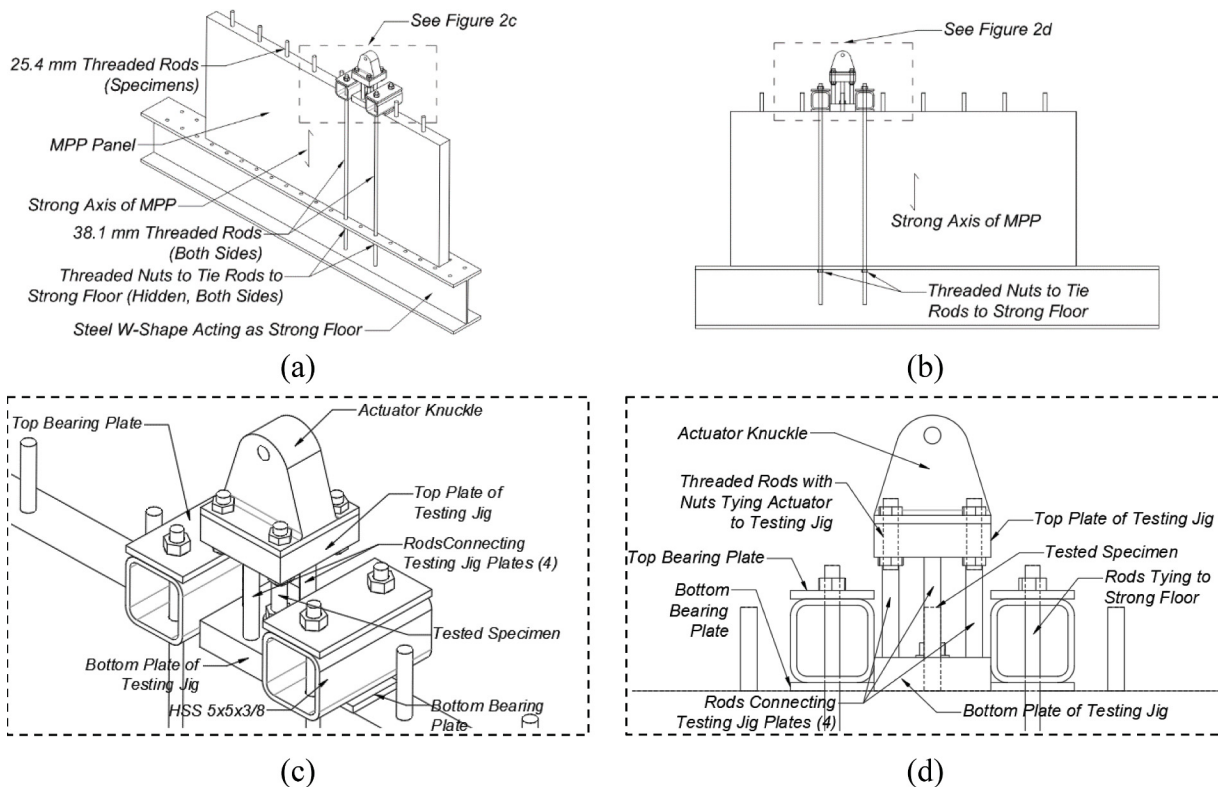 See Figure 2c
25.4 mm Threaded Rods
(Specimens)
MPP Panel
Strong Axis of MPP
38.1 mm Threaded Rods
(Both Sides)
Threaded Nuts to Tie Rods to
Strong Floor (Hidden, Both Sides)
Steel W-Shape Acting as Strong Floor
(a)
See Figure 2d
Strong Axis of MPP
Threaded Nuts to Tie
Rods to Strong Floor
(b)
Actuator Knuckle
Top Bearing Plate
Top Plate of
Testing Jig
RodsConnecting
Testing Jig Plates (4)
Tested Specimen
Bottom Plate of
Testing Jig
HSS 5x5x3/8
Bottom Bearing
Plate
(c)
Actuator Knuckle
Threaded Rods with
Nuts Tying Actuator
to Testing Jig
Top Plate of Testing Jig
Tested Specimen
Top Bearing Plate
Rods Tying to
Strong Floor
Bottom
Bearing
Plate
Rods Connecting
Testing Jig Plates (4)
Bottom Plate of Testing Jig
(d)